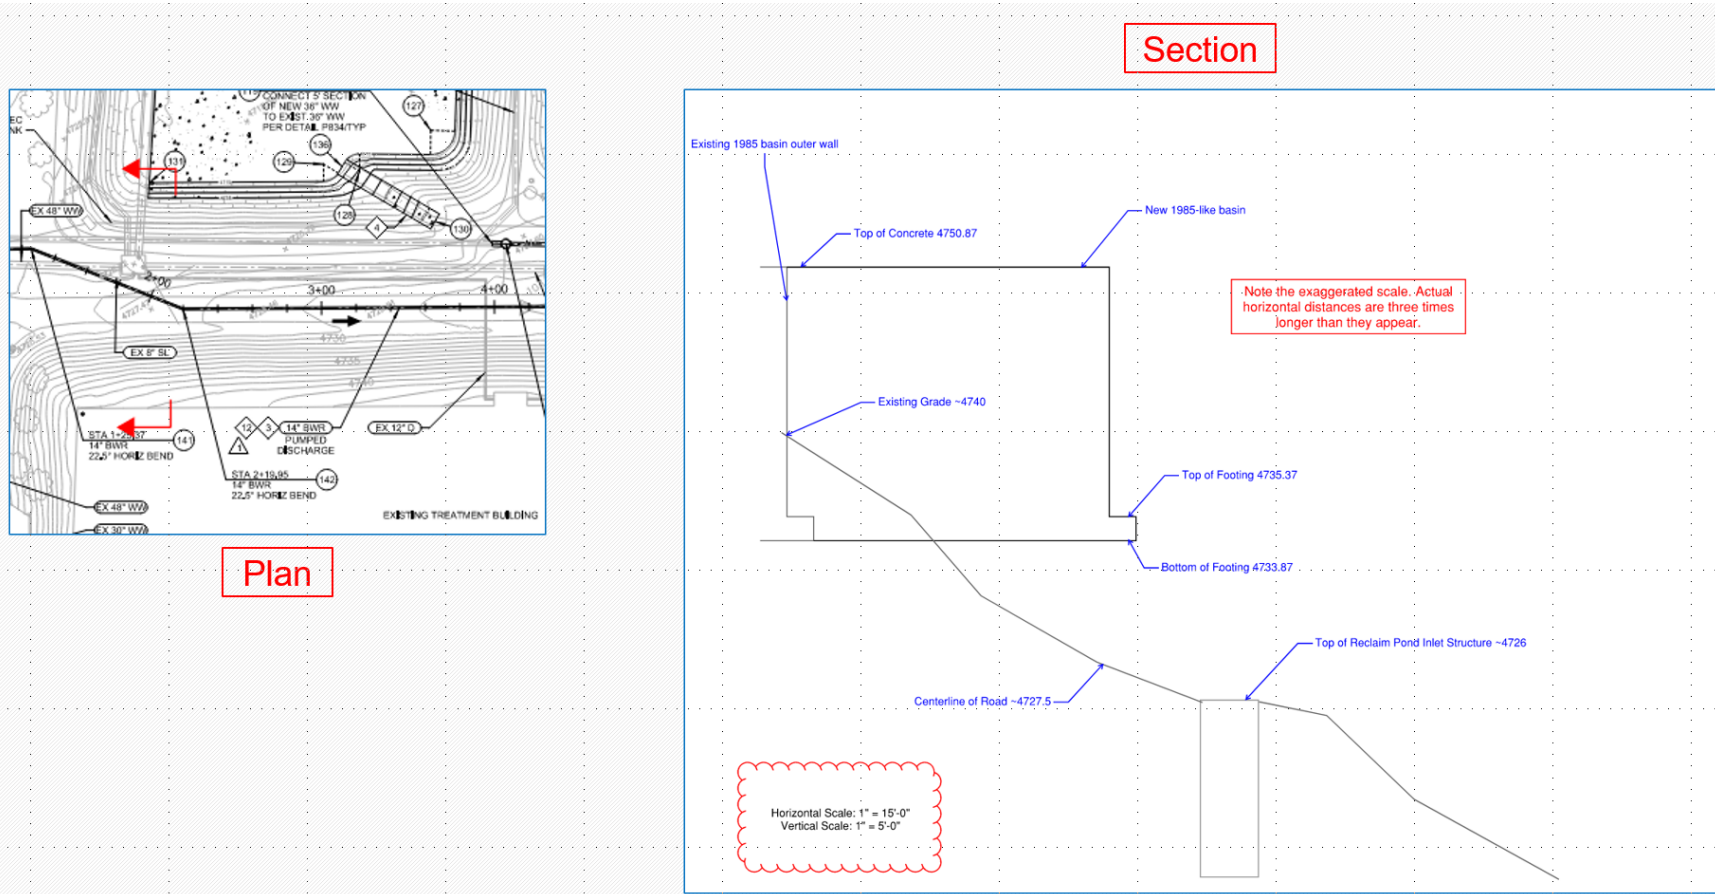 Section
CONNECT 5' SECTION
OF NEW 36" WW
TO EXIST. 36" WW
PER DETAIL P834/TYP
127
136
131
129
EC
NK
128
130
4
EX 48" WW
2+00
3+00
4+00
EX 8" SL
4730
4735
4740
12
3
14" BWR
PUMPED
DISCHARGE
1
EX 12" D
STA 1+25.37
14" BWR
22.5° HORIZ BEND
141
STA 2+19.95
14" BWR
22.5° HORIZ BEND
142
EX 48" WW
EX 30" WW
EXISTING TREATMENT BUILDING
Plan
Existing 1985 basin outer wall
New 1985-like basin
Top of Concrete 4750.87
Note the exaggerated scale. Actual
horizontal distances are three times
longer than they appear.
Existing Grade ~4740
Top of Footing 4735.37
Bottom of Footing 4733.87
Top of Reclaim Pond Inlet Structure ~4726
Centerline of Road ~4727.5
Horizontal Scale: 1" = 15'-0"
Vertical Scale: 1" = 5'-0"